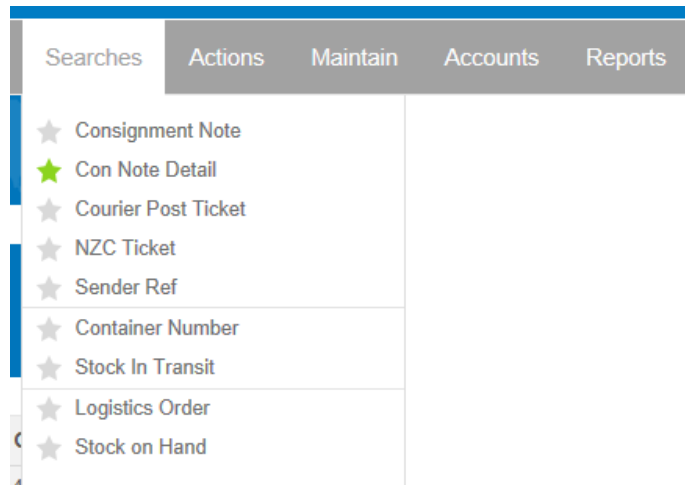 Searches Actions Maintain Accounts Reports
Consignment Note
Con Note Detail
Courier Post Ticket
NZC Ticket
Sender Ref
Container Number
Stock In Transit
Logistics Order
Stock on Hand